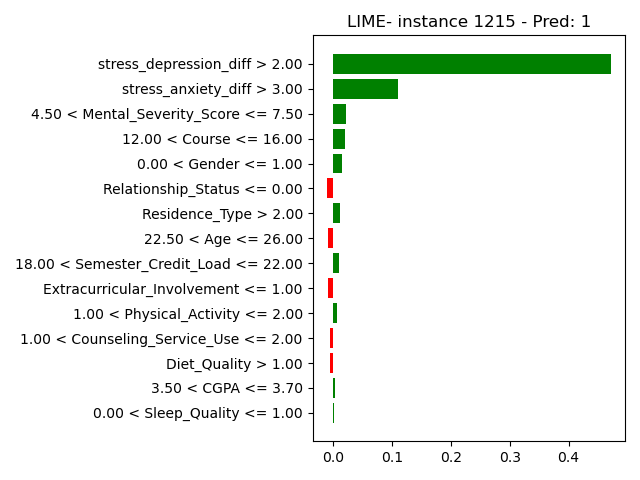 LIME- instance 1215 - Pred: 1
stress_depression_diff > 2.00
stress_anxiety_diff > 3.00
4.50 < Mental_Severity_Score <= 7.50
12.00 < Course <= 16.00
0.00 < Gender <= 1.00
Relationship_Status <= 0.00
Residence_Type > 2.00
22.50 < Age <= 26.00
18.00 < Semester_Credit_Load <= 22.00
Extracurricular_Involvement <= 1.00
1.00 < Physical_Activity <= 2.00
1.00 < Counseling_Service_Use <= 2.00
Diet_Quality > 1.00
3.50 < CGPA <= 3.70
0.00 < Sleep_Quality <= 1.00
0.0 0.1 0.2 0.3 0.4